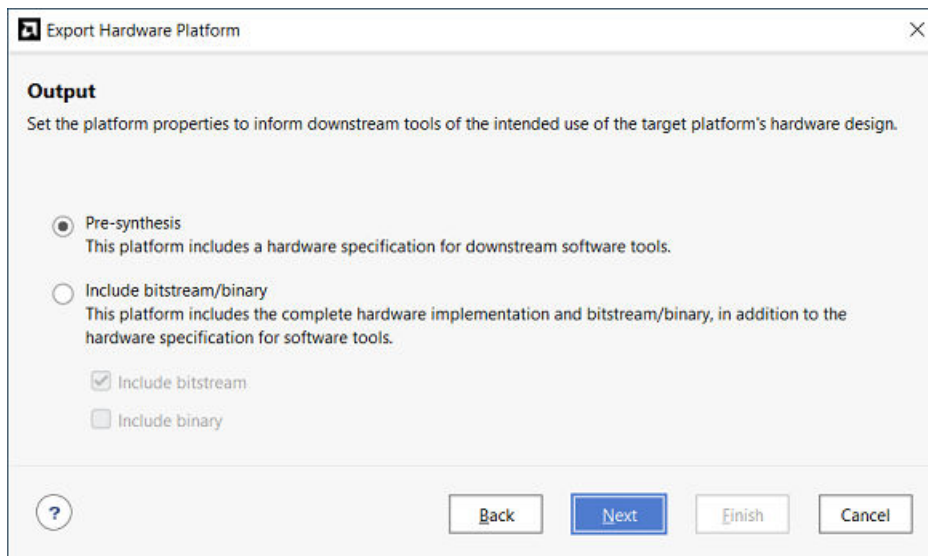 Export Hardware Platform
Output
Set the platform properties to inform downstream tools of the intended use of the target platform's hardware design.
Pre-synthesis
This platform includes a hardware specification for downstream software tools.
Include bitstream/binary
This platform includes the complete hardware implementation and bitstream/binary, in addition to the
hardware specification for software tools.
Include bitstream
Include binary
?
Back
Next
Finish
Cancel